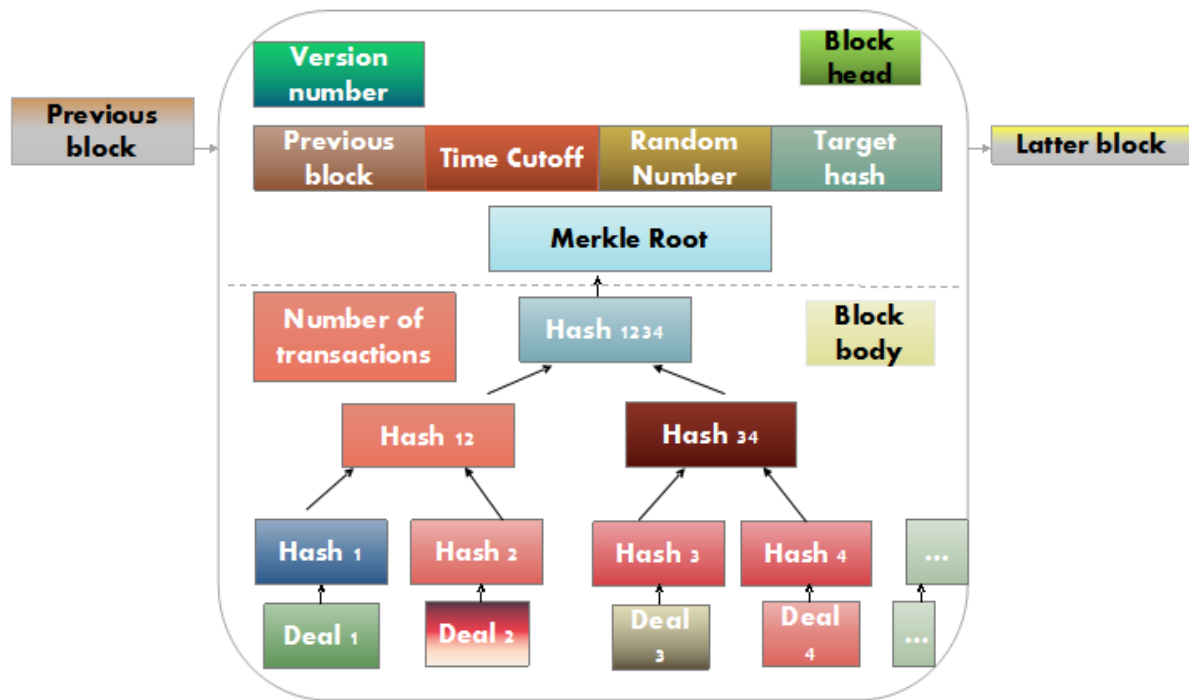 Version
number
Block
head
Previous
block
Previous
block
Time Cutoff
Random
Number
Target
hash
Latter block
Merkle Root
Number of
transactions
Hash 1234
Block
body
Hash 12
Hash 34
Hash 1
Hash 2
Hash 3
Hash 4
...
Deal 1
Deal 2
Deal
3
Deal
4
...